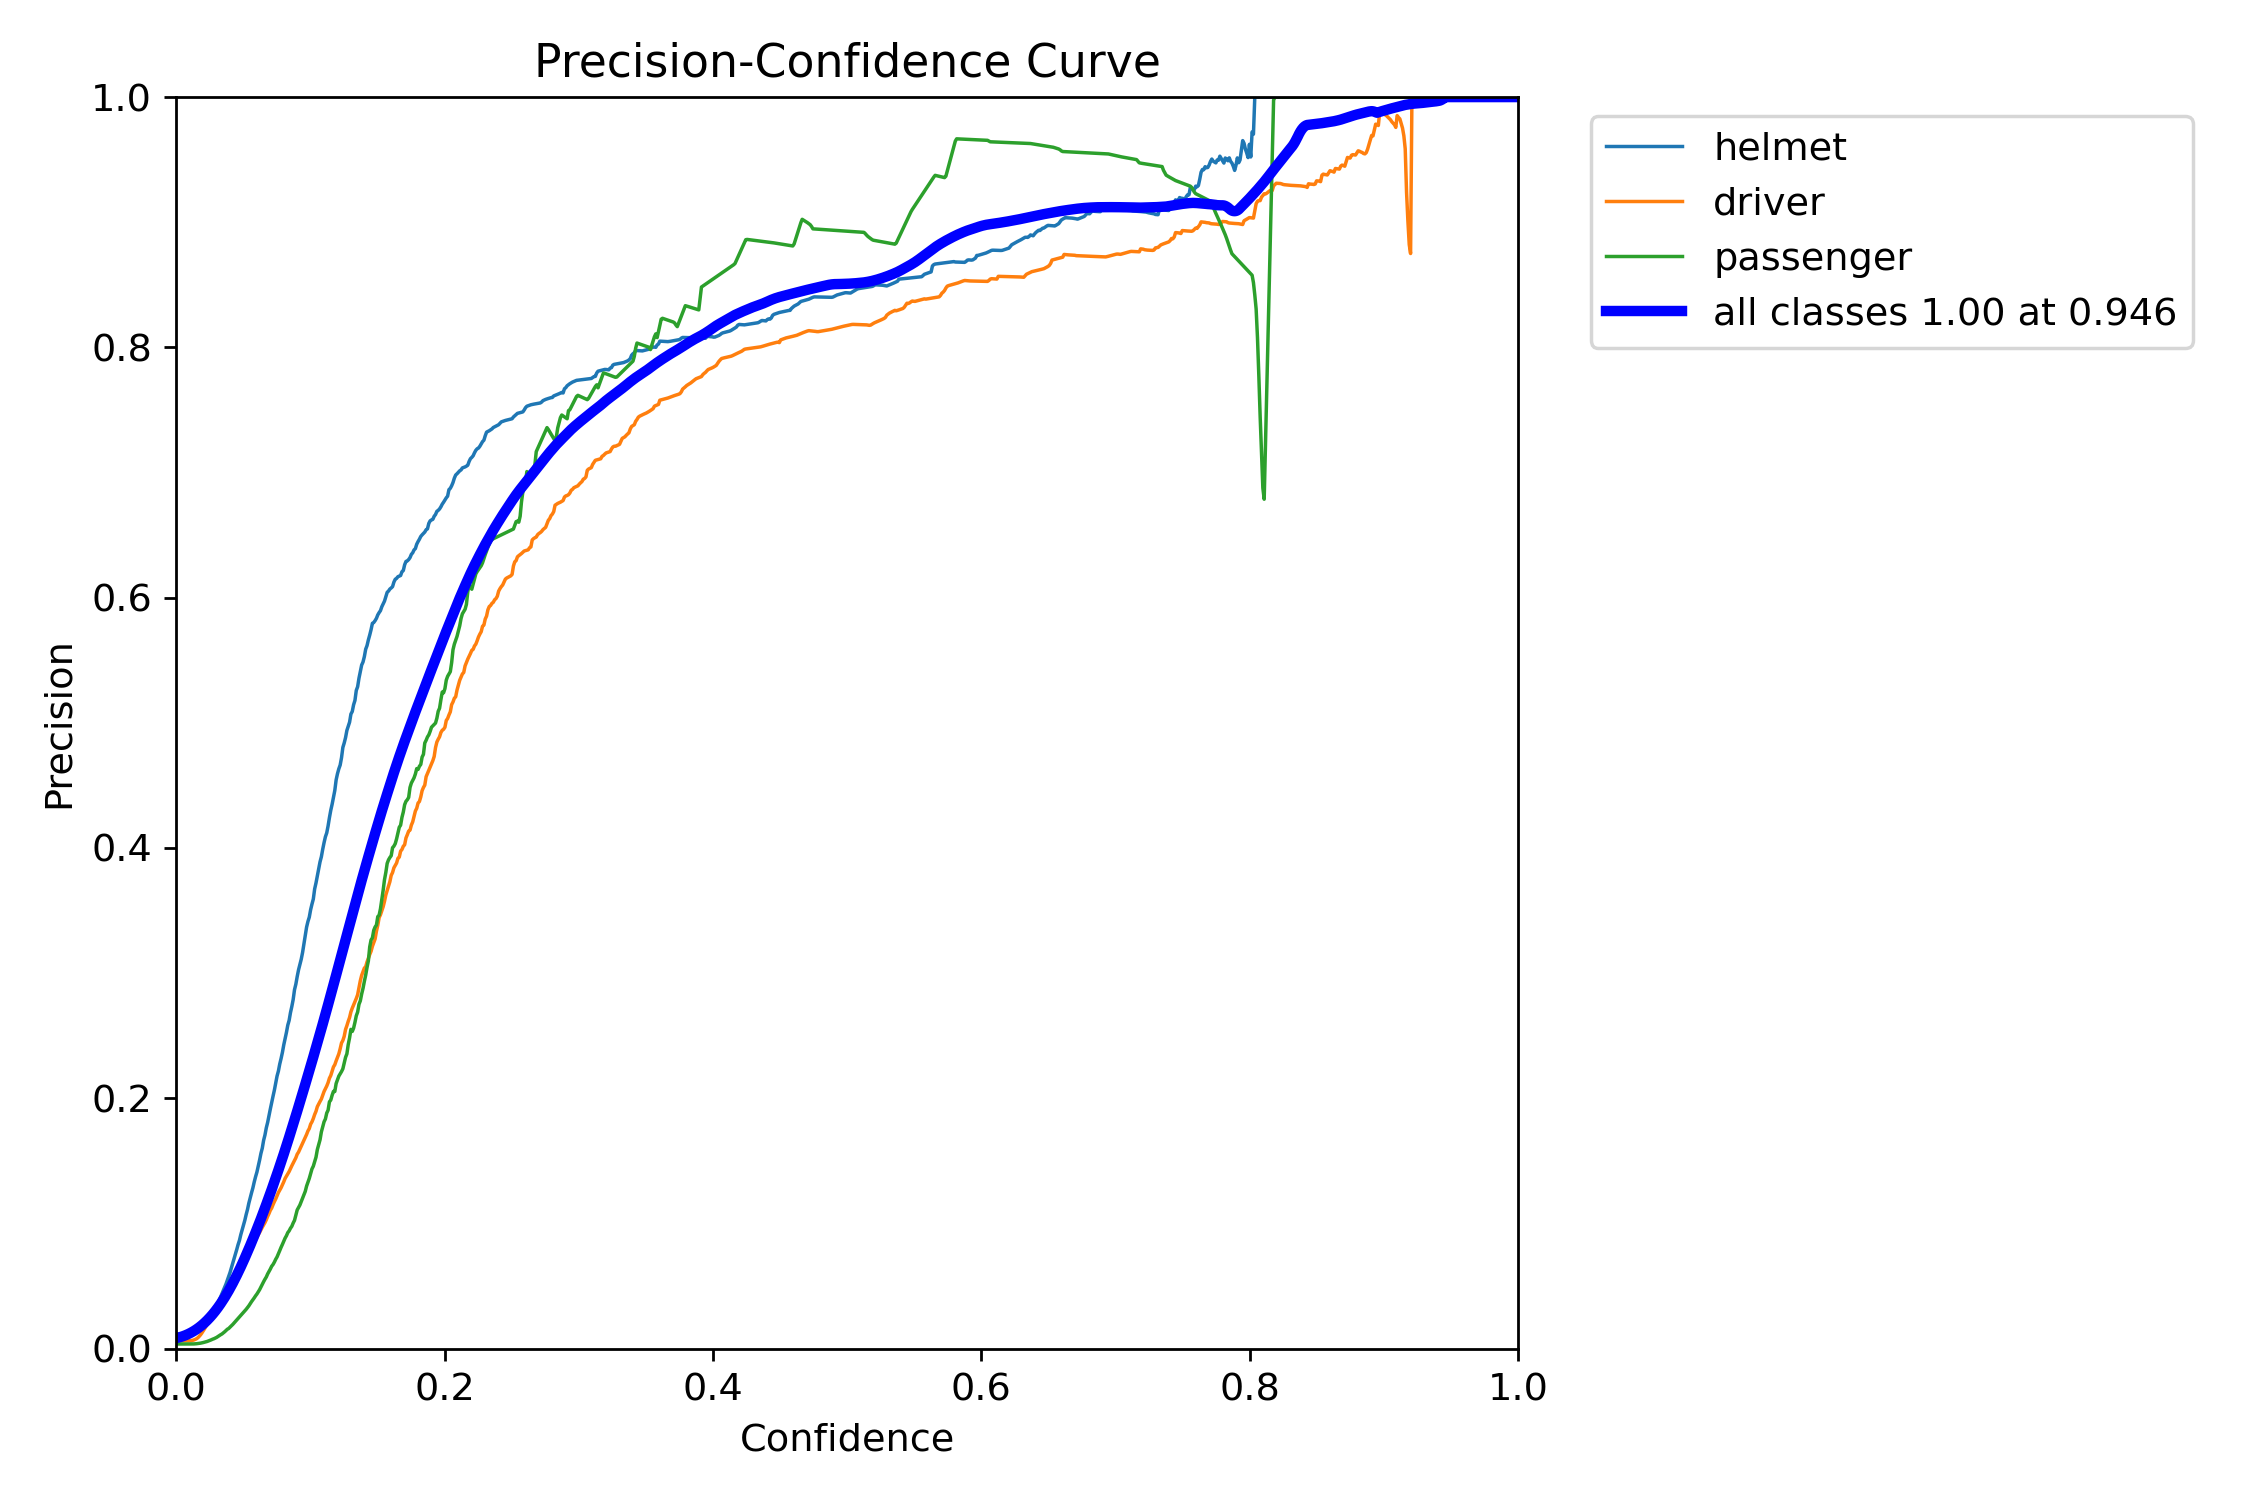 Precision-Confidence Curve
1.0
0.8
0.6
0.4
0.2
0.0
Precision
0.0 0.2 0.4 0.6 0.8 1.0
Confidence
helmet
driver
passenger
all classes 1.00 at 0.946